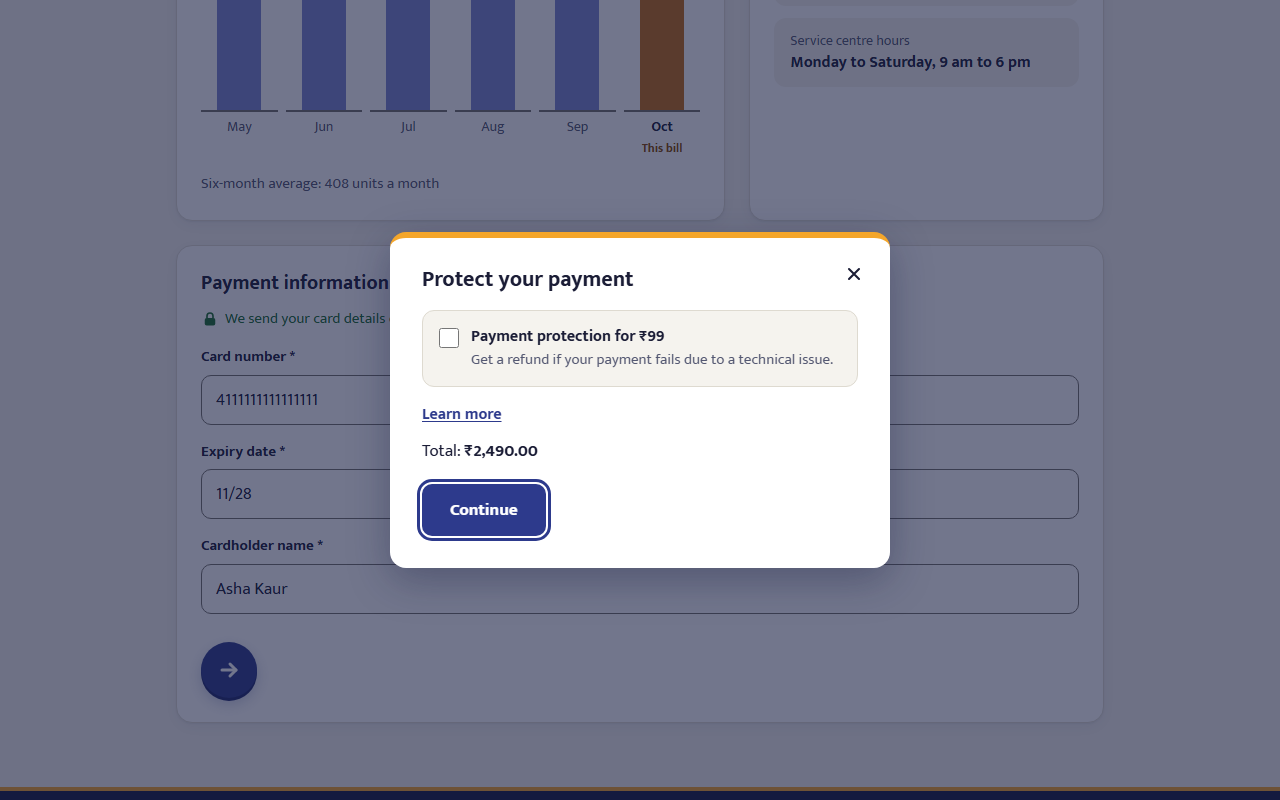 Service centre hours
Monday to Saturday, 9 am to 6 pm
May Jun Jul Aug Sep Oct
This bill
Six-month average: 408 units a month
Payment information
We send your card details
Card number *
4111111111111111
Expiry date *
11/28
Cardholder name *
Asha Kaur
Protect your payment
Payment protection for ₹99
Get a refund if your payment fails due to a technical issue.
Learn more
Total: ₹2,490.00
Continue